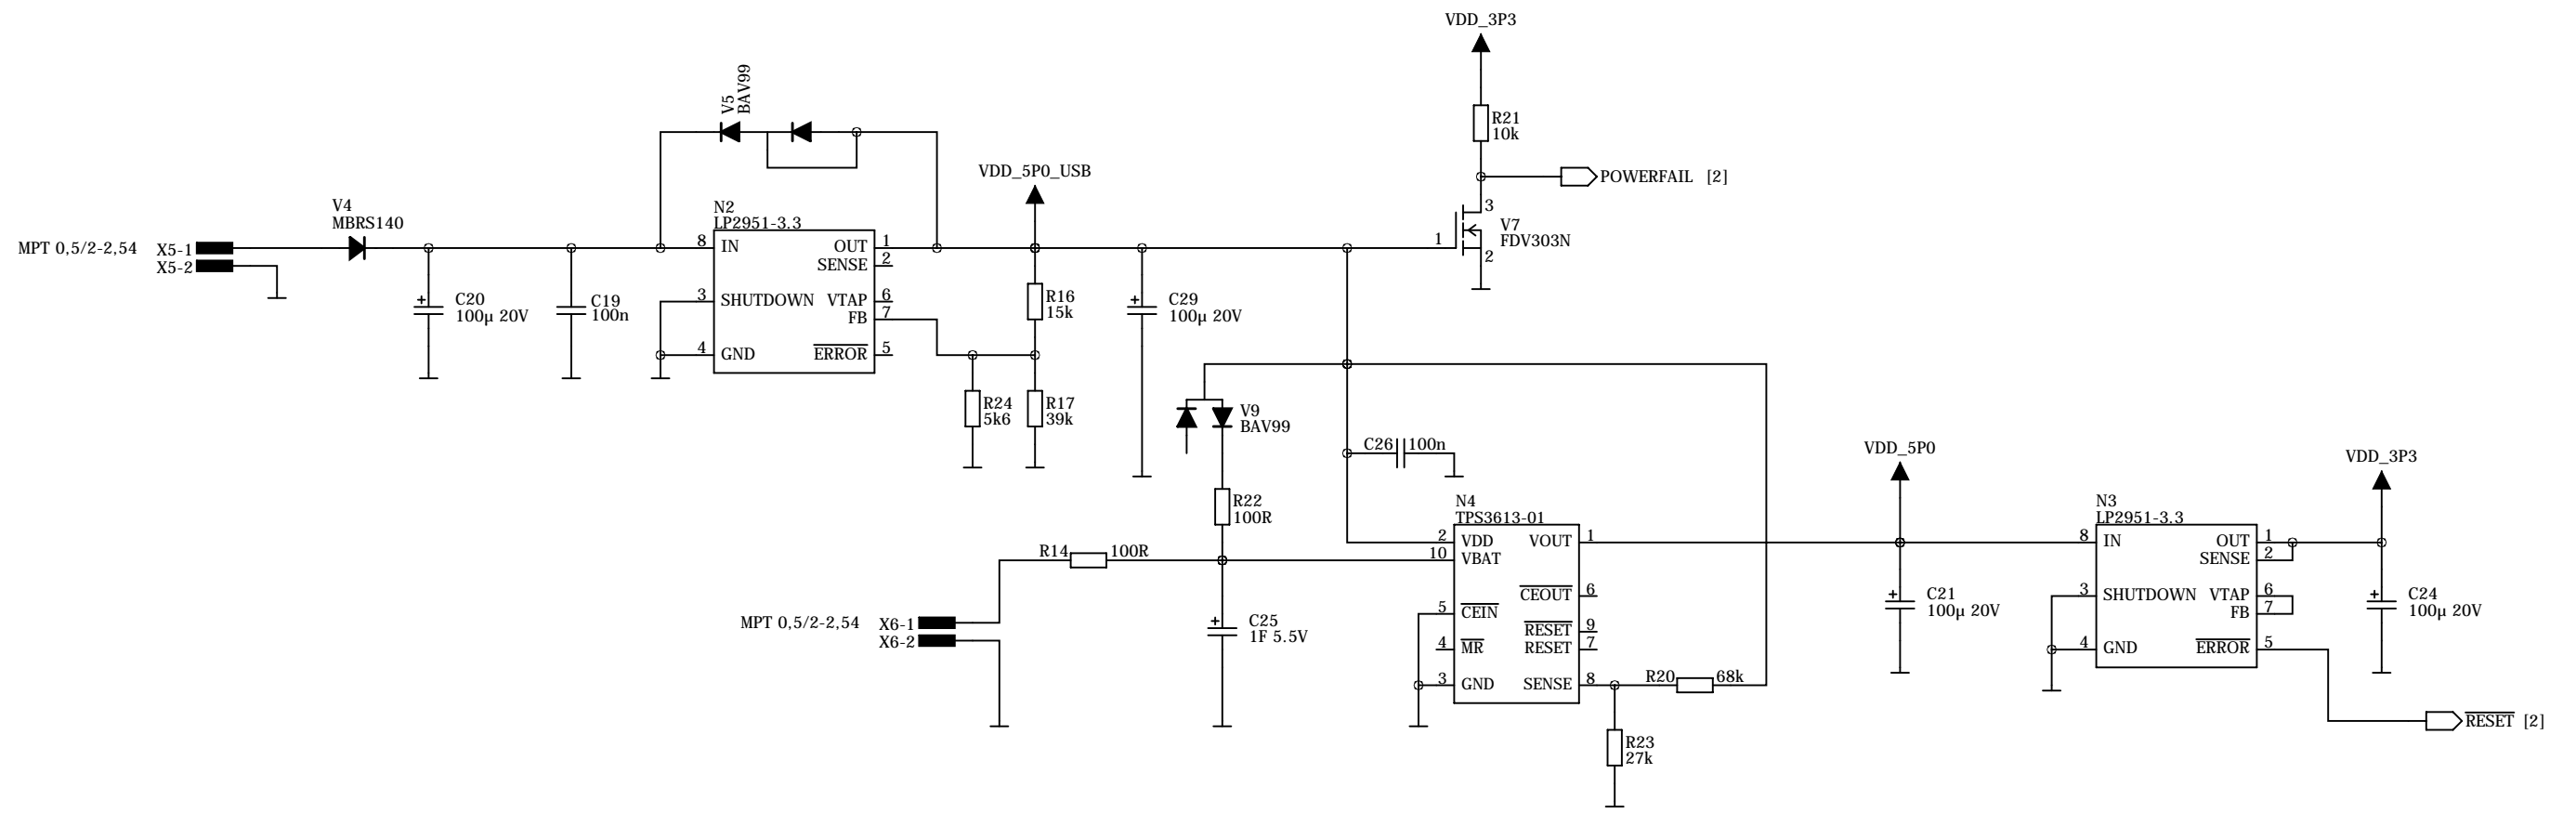 VDD_3P3
R21
10k
POWERFAIL [2]
3
1
V7
FDV303N
2
V5
BAV99
VDD_5P0_USB
V4
MBRS140
MPT 0,5/2-2,54
X5-1
X5-2
C20
100µ 20V
C19
100n
N2
LP2951-3.3
8 IN OUT 1
SENSE 2
3 SHUTDOWN VTAP 6
FB 7
4 GND ERROR 5
R16
15k
C29
100µ 20V
R24
5k6
R17
39k
V9
BAV99
C26 100n
R22
100R
R14 100R
MPT 0,5/2-2,54
X6-1
X6-2
C25
1F 5.5V
N4
TPS3613-01
2 VDD VOUT 1
10 VBAT
CEOUT 6
5 CEIN
RESET 9
4 MR RESET 7
3 GND SENSE 8
R20 68k
R23
27k
VDD_5P0
C21
100µ 20V
N3
LP2951-3.3
8 IN OUT 1
SENSE 2
3 SHUTDOWN VTAP 6
FB 7
4 GND ERROR 5
VDD_3P3
C24
100µ 20V
RESET [2]